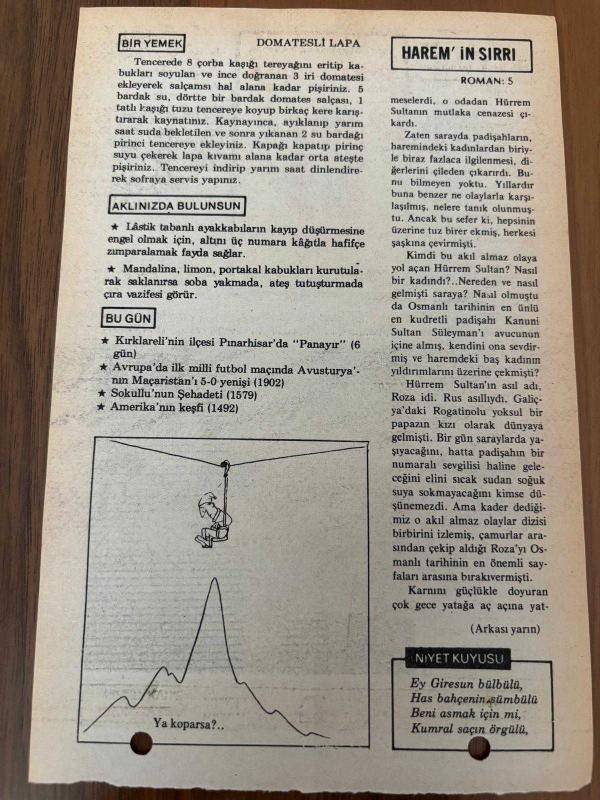 BİR YEMEK
DOMATESLİ LAPA
Tencerede 8 çorba kaşığı tereyağını eritip ka-
bukları soyulan ve ince doğranan 3 iri domatesi
ekleyerek salçamsı hal alana kadar pişiriniz. 5
bardak su, dörtte bir bardak domates salçası, 1
tatlı kaşığı tuzu tencereye koyup birkaç kere karış-
tırarak kaynatınız. Kaynayınca, ayıklanıp yarım
saat suda bekletilen ve sonra yıkanan 2 su bardağı
pirinci tencereye ekleyiniz. Kapağı kapatıp pirinç
suyu çekerek lapa kıvamı alana kadar orta ateşte
pişiriniz. Tencereyi indirip yarım saat dinlendire-
rek sofraya servis yapınız.
AKLINIZDA BULUNSUN
★ Lâstik tabanlı ayakkabıların kayıp düşürmesine
engel olmak için, altını üç numara kâğıtla hafifçe
zımparalamak fayda sağlar.
★ Mandalina, limon, portakal kabukları kurutula-
rak saklanırsa soba yakmada, ateş tutuşturmada
çıra vazifesi görür.
BU GÜN
★ Kırklareli'nin ilçesi Pınarhisar'da "Panayır" (6
gün)
★ Avrupa'da ilk milli futbol maçında Avusturya'-
nın Macaristan'ı 5-0 yenişi (1902)
★ Sokullu'nun Şehadeti (1579)
★ Amerika'nın keşfi (1492)
Ya koparsa?..
HAREM' İN SIRRI
ROMAN: 5
meselerdi, o odadan Hürrem
Sultanın mutlaka cenazesi çı-
kardı.
Zaten sarayda padişahların,
haremindeki kadınlardan biriy-
le biraz fazlaca ilgilenmesi, di-
ğerlerini çileden çıkarırdı. Bu-
nu bilmeyen yoktu. Yıllardır
buna benzer ne olaylarla karşı-
laşılmış, nelere tanık olunmuş-
tu. Ancak bu sefer ki, hepsinin
üzerine tuz birer ekmiş, herkesi
şaşkına çevirmişti.
Kimdi bu akıl almaz olaya
yol açan Hürrem Sultan? Nasıl
bir kadındı?..Nereden ve nasıl
gelmişti saraya? Nasıl olmuştu
da Osmanlı tarihinin en ünlü
en kudretli padişahı Kanuni
Sultan Süleyman'ı avucunun
içine almış, kendini ona sevdir-
miş ve haremdeki baş kadının
yıldırımlarını üzerine çekmişti?
Hürrem Sultan'ın asıl adı,
Roza idi. Rus asıllıydı. Galiç-
ya'daki Rogatinolu yoksul bir
papazın kızı olarak dünyaya
gelmişti. Bir gün saraylarda ya-
şıyacağını, hatta padişahın bir
numaralı sevgilisi haline gele-
ceğini elini sıcak sudan soğuk
suya sokmayacağını kimse dü-
şünemezdi. Ama kader dediği-
miz o akıl almaz olaylar dizisi
birbirini izlemiş, çamurlar ara-
sından çekip aldığı Roza'yı Os-
manlı tarihinin en önemli say-
faları arasına bırakıvermişti.
Karnını güçlükle doyuran
çok gece yatağa aç açına yat-
(Arkası yarın)
NİYET KUYUSU
Ey Giresun bülbülü,
Has bahçenin sümbülü
Beni asmak için mi,
Kumral saçın örgülü,